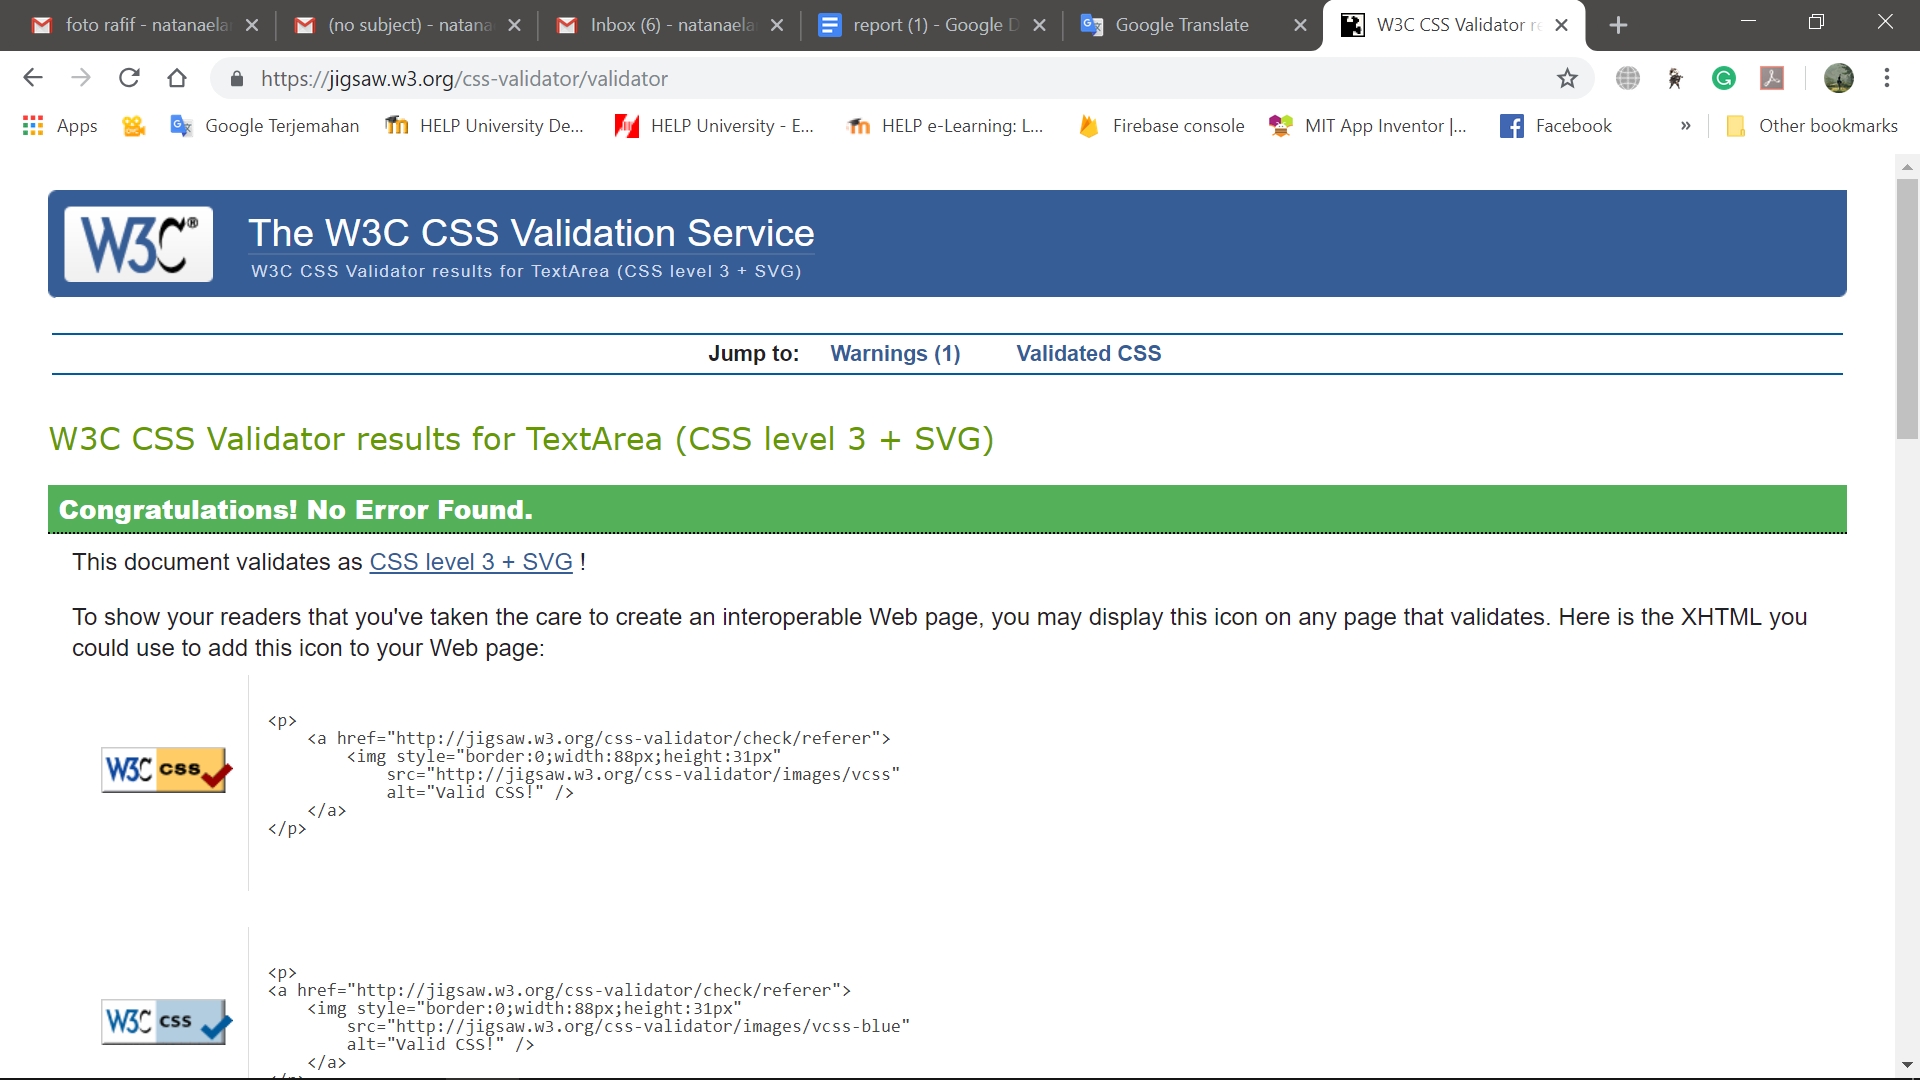 foto rafif - natanaela
(no subject) - natana
Inbox (6) - natanaela
report (1) - Google D
Google Translate
W3C CSS Validator re
https://jigsaw.w3.org/css-validator/validator
Apps
Google Terjemahan
HELP University De...
HELP University - E...
HELP e-Learning: L...
Firebase console
MIT App Inventor |...
Facebook
»
Other bookmarks
W3C®
The W3C CSS Validation Service
W3C CSS Validator results for TextArea (CSS level 3 + SVG)
Jump to: Warnings (1) Validated CSS
W3C CSS Validator results for TextArea (CSS level 3 + SVG)
Congratulations! No Error Found.
This document validates as CSS level 3 + SVG !
To show your readers that you've taken the care to create an interoperable Web page, you may display this icon on any page that validates. Here is the XHTML you
could use to add this icon to your Web page:
W3C css
<p>
<a href="http://jigsaw.w3.org/css-validator/check/referer">
<img style="border:0;width:88px;height:31px"
src="http://jigsaw.w3.org/css-validator/images/vcss"
alt="Valid CSS!" />
</a>
</p>
W3C css
<p>
<a href="http://jigsaw.w3.org/css-validator/check/referer">
<img style="border:0;width:88px;height:31px"
src="http://jigsaw.w3.org/css-validator/images/vcss-blue"
alt="Valid CSS!" />
</a>